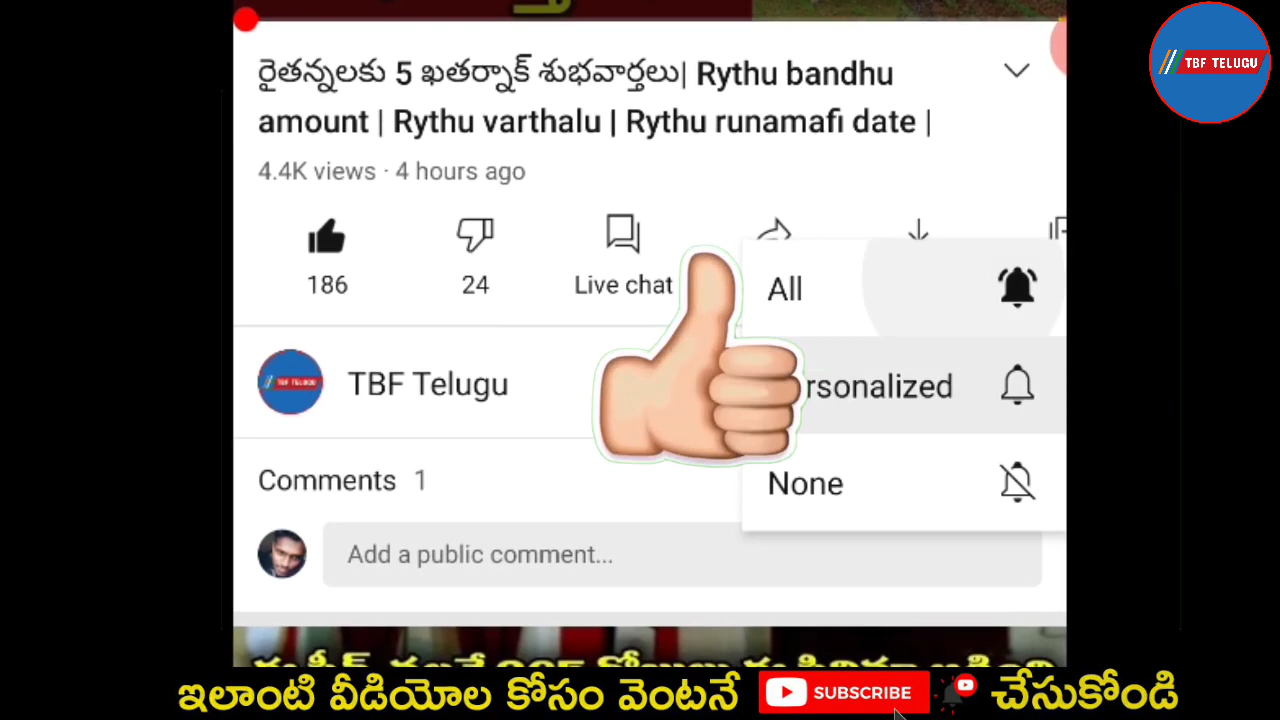 TBF TELUGU
రైతన్నలకు 5 ఖతర్నాక్ శుభవార్తలు| Rythu bandhu
amount | Rythu varthalu | Rythu runamafi date |
4.4K views · 4 hours ago
186 24 Live chat
All
TBF TELUGU
TBF Telugu
rsonalized
Comments 1
None
Add a public comment...
ఇలాంటి వీడియోల కోసం వెంటనే SUBSCRIBE చేసుకోండి